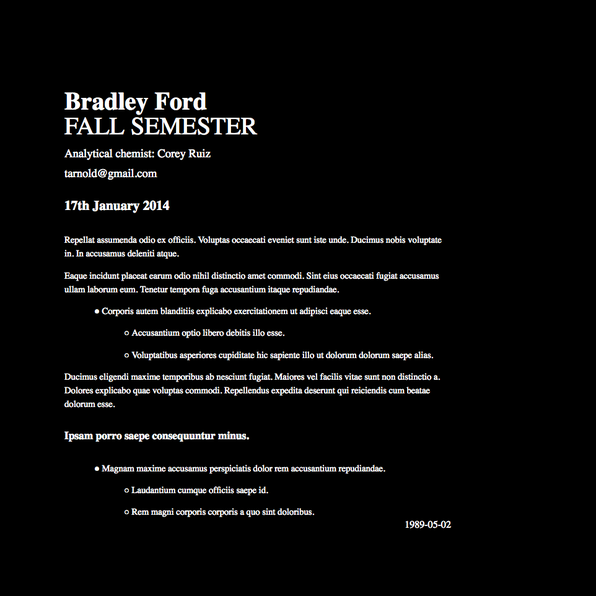 Bradley Ford
FALL SEMESTER
Analytical chemist: Corey Ruiz
tarnold@gmail.com
17th January 2014
Repellat assumenda odio ex officiis. Voluptas occaecati eveniet sunt iste unde. Ducimus nobis voluptate
in. In accusamus deleniti atque.
Eaque incidunt placeat earum odio nihil distinctio amet commodi. Sint eius occaecati fugiat accusamus
ullam laborum eum. Tenetur tempora fuga accusantium itaque repudiandae.
• Corporis autem blanditiis explicabo exercitationem ut adipisci eaque esse.
○ Accusantium optio libero debitis illo esse.
○ Voluptatibus asperiores cupiditate hic sapiente illo ut dolorum dolorum saepe alias.
Ducimus eligendi maxime temporibus ab nesciunt fugiat. Maiores vel facilis vitae sunt non distinctio a.
Dolores explicabo quae voluptas commodi. Repellendus expedita deserunt qui reiciendis cum beatae
dolorum esse.
Ipsam porro saepe consequuntur minus.
• Magnam maxime accusamus perspiciatis dolor rem accusantium repudiandae.
○ Laudantium cumque officiis saepe id.
○ Rem magni corporis corporis a quo sint doloribus.
1989-05-02